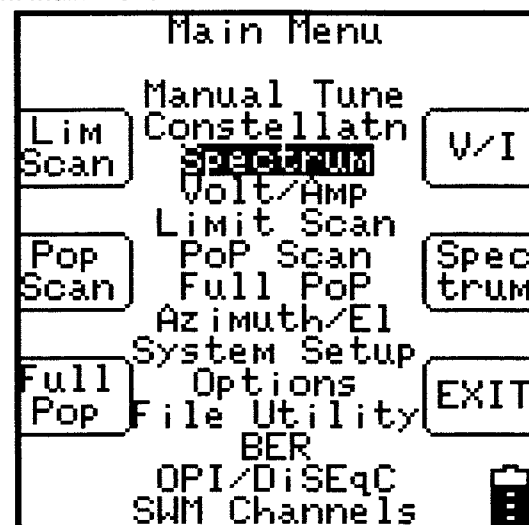 Main Menu
Manual Tune
Constellatn
Spectrum
Volt/Amp
Limit Scan
PoP Scan
Full PoP
Azimuth/El
System Setup
Options
File Utility
BER
OPI/DiSEqC
SWM Channels
Lim
Scan
Pop
Scan
Full
Pop
V/I
Spec
trum
EXIT